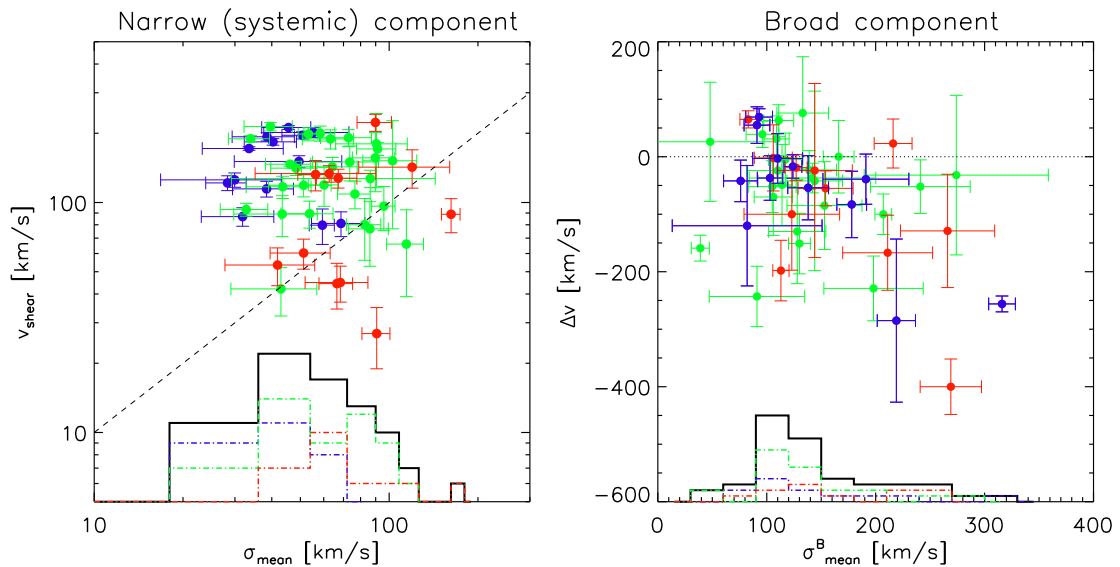 Narrow (systemic) component
Broad component
v_shear [km/s]
100
10
10
100
σ_mean [km/s]
Δv [km/s]
200
0
−200
−400
−600
0
100
200
300
400
σ^B_mean [km/s]